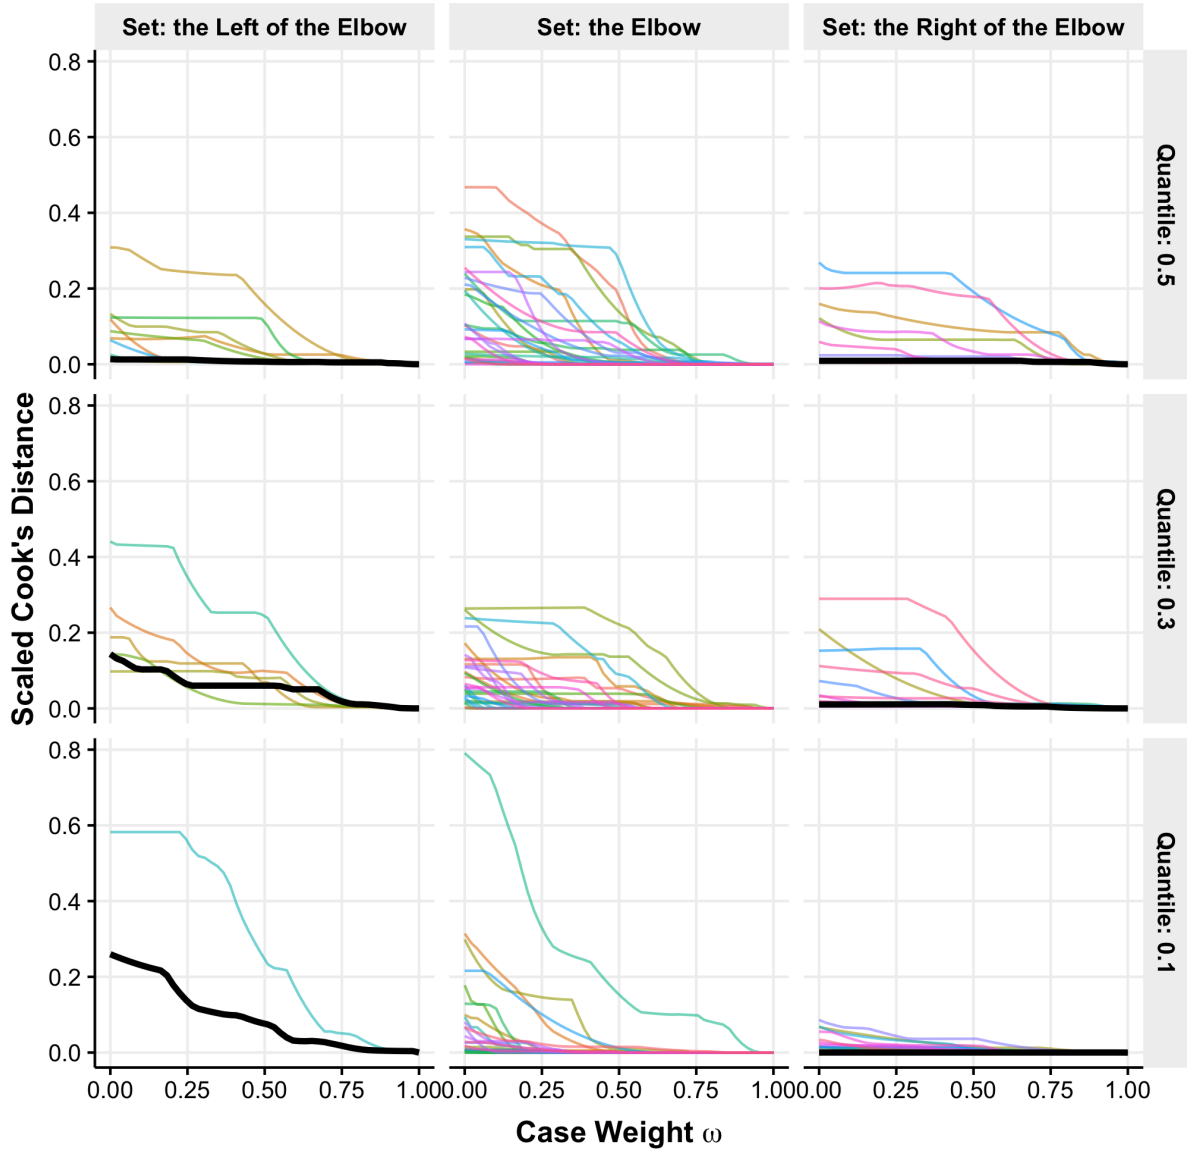 Set: the Left of the Elbow
Set: the Elbow
Set: the Right of the Elbow
Scaled Cook's Distance
0.8
0.6
0.4
0.2
0.0
Quantile: 0.5
0.8
0.6
0.4
0.2
0.0
Quantile: 0.3
0.8
0.6
0.4
0.2
0.0
Quantile: 0.1
0.00 0.25 0.50 0.75 1.00
0.00 0.25 0.50 0.75 1.00
0.00 0.25 0.50 0.75 1.00
Case Weight ω